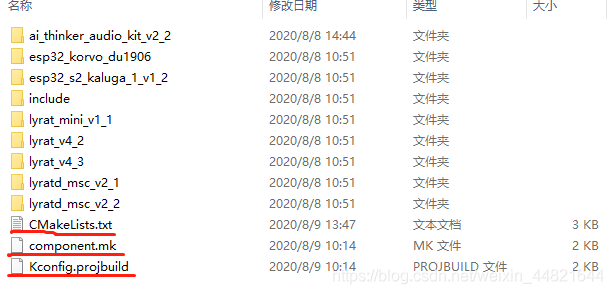 名称 修改日期 类型 大小
ai_thinker_audio_kit_v2_2 2020/8/8 14:44 文件夹
esp32_korvo_du1906 2020/8/8 10:51 文件夹
esp32_s2_kaluga_1_v1_2 2020/8/8 10:51 文件夹
include 2020/8/8 10:51 文件夹
lyrat_mini_v1_1 2020/8/8 10:51 文件夹
lyrat_v4_2 2020/8/8 10:51 文件夹
lyrat_v4_3 2020/8/8 10:51 文件夹
lyratd_msc_v2_1 2020/8/8 10:51 文件夹
lyratd_msc_v2_2 2020/8/8 10:51 文件夹
CMakeLists.txt 2020/8/9 13:47 文本文档 3 KB
component.mk 2020/8/9 10:14 MK 文件 2 KB
Kconfig.projbuild 2020/8/9 10:14 PROJBUILD 文件 2 KB
https://blog.csdn.net/weixin_44821644